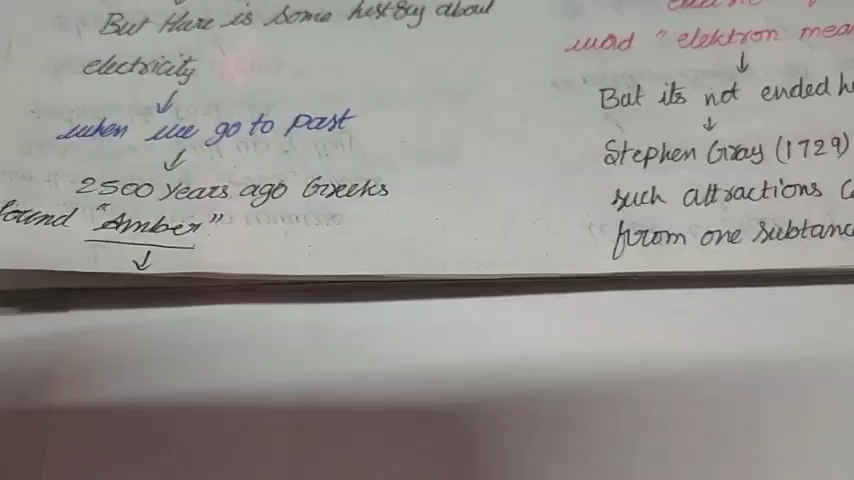 But there is some history about
electricity
↓
when we go to past
↓
2500 years ago Greeks
found "Amber"
↓
word "elektron mea
↓
But its not ended h
↓
Stephen Gray (1729)
such attractions C
from one substanc